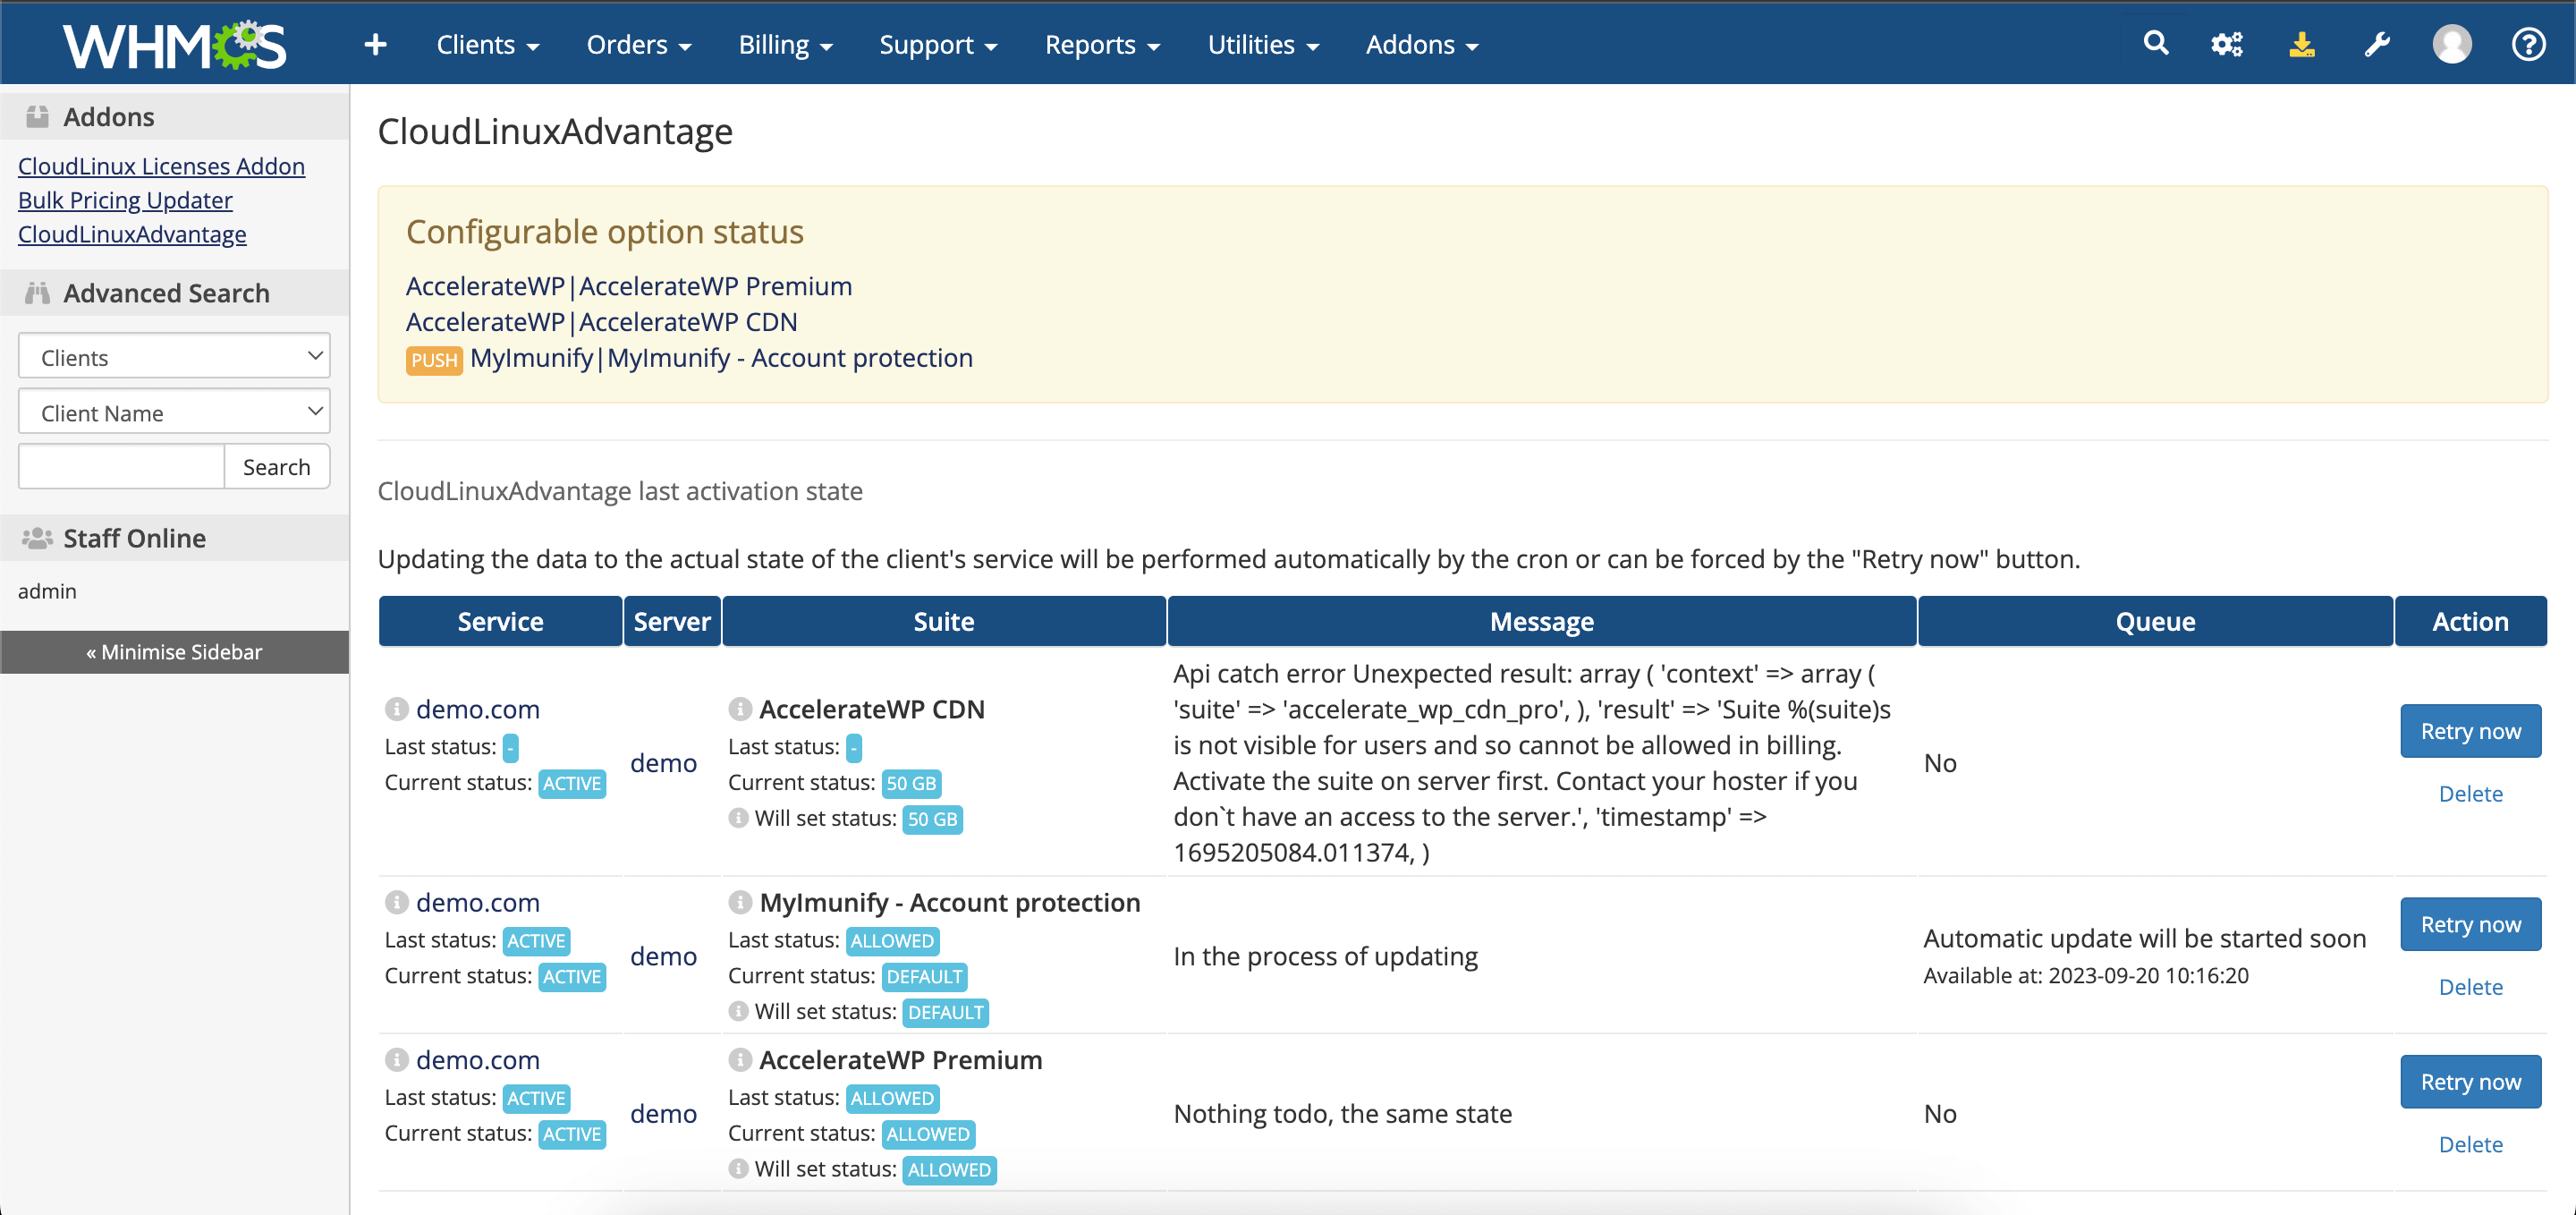 WHMCS
+ Clients Orders Billing Support Reports Utilities Addons
Addons
CloudLinux Licenses Addon
Bulk Pricing Updater
CloudLinuxAdvantage
Advanced Search
Clients
Client Name
Search
Staff Online
admin
« Minimise Sidebar
CloudLinuxAdvantage
Configurable option status
AccelerateWP|AccelerateWP Premium
AccelerateWP|AccelerateWP CDN
PUSH MyImunify|MyImunify - Account protection
CloudLinuxAdvantage last activation state
Updating the data to the actual state of the client's service will be performed automatically by the cron or can be forced by the "Retry now" button.
Service Server Suite Message Queue Action
demo.com
Last status: -
Current status: ACTIVE
demo
AccelerateWP CDN
Last status: -
Current status: 50 GB
Will set status: 50 GB
Api catch error Unexpected result: array ( 'context' => array (
'suite' => 'accelerate_wp_cdn_pro', ), 'result' => 'Suite %(suite)s
is not visible for users and so cannot be allowed in billing.
Activate the suite on server first. Contact your hoster if you
don`t have an access to the server.', 'timestamp' =>
1695205084.011374, )
No
Retry now
Delete
demo.com
Last status: ACTIVE
Current status: ACTIVE
demo
MyImunify - Account protection
Last status: ALLOWED
Current status: DEFAULT
Will set status: DEFAULT
In the process of updating
Automatic update will be started soon
Available at: 2023-09-20 10:16:20
Retry now
Delete
demo.com
Last status: ACTIVE
Current status: ACTIVE
demo
AccelerateWP Premium
Last status: ALLOWED
Current status: ALLOWED
Will set status: ALLOWED
Nothing todo, the same state
No
Retry now
Delete